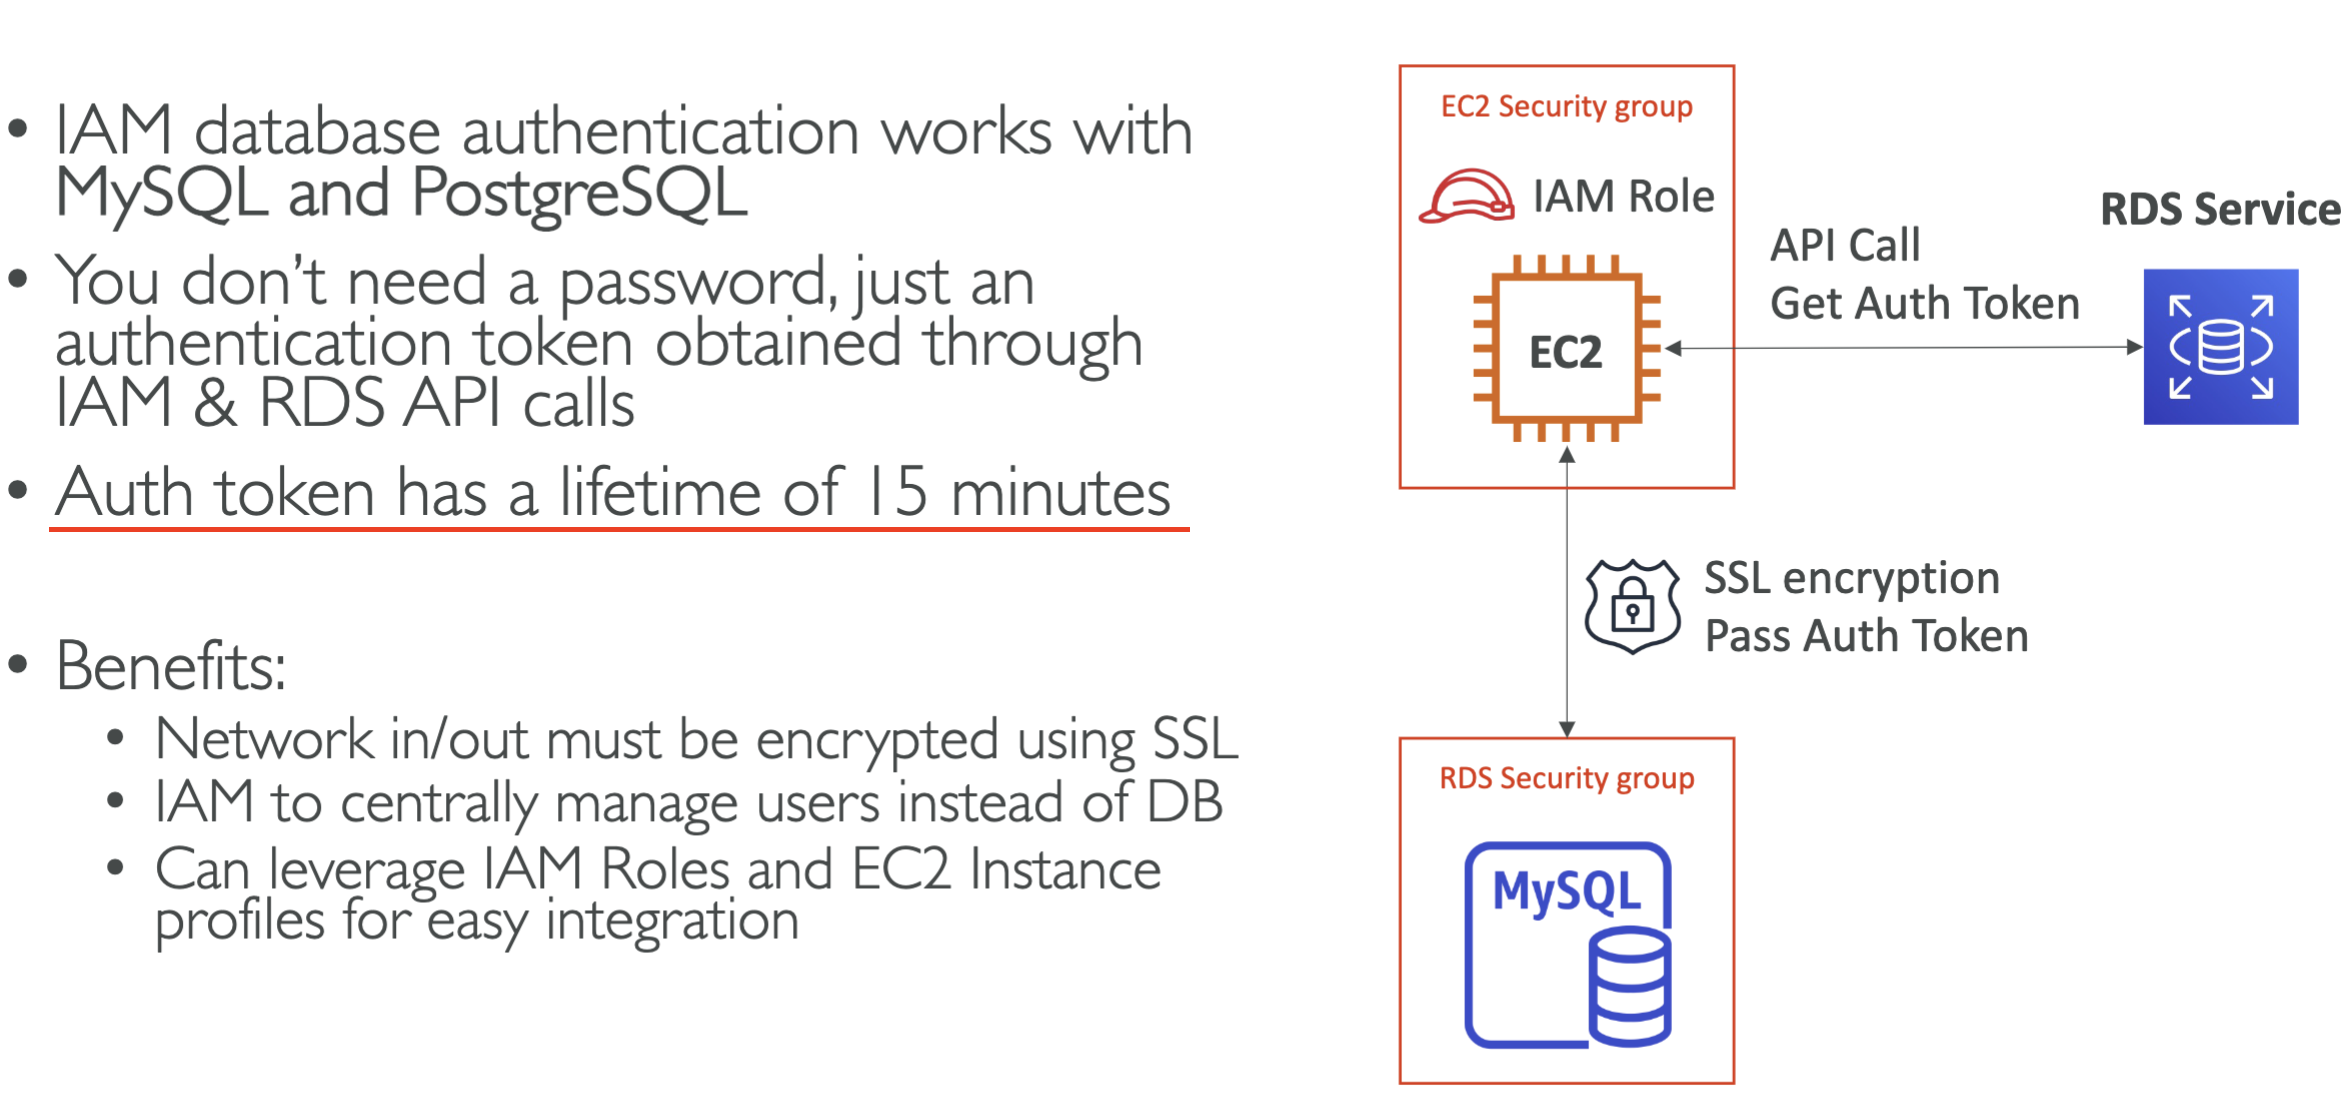 • IAM database authentication works with
MySQL and PostgreSQL
• You don’t need a password, just an
authentication token obtained through
IAM & RDS API calls
• Auth token has a lifetime of 15 minutes
• Benefits:
• Network in/out must be encrypted using SSL
• IAM to centrally manage users instead of DB
• Can leverage IAM Roles and EC2 Instance
profiles for easy integration
EC2 Security group
IAM Role
EC2
API Call
Get Auth Token
RDS Service
SSL encryption
Pass Auth Token
RDS Security group
MySQL